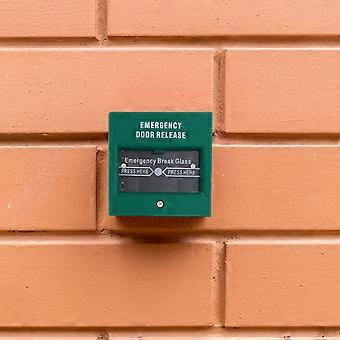 EMERGENCY
DOOR RELEASE
Emergency Break Glass
PRESS HERE PRESS HERE